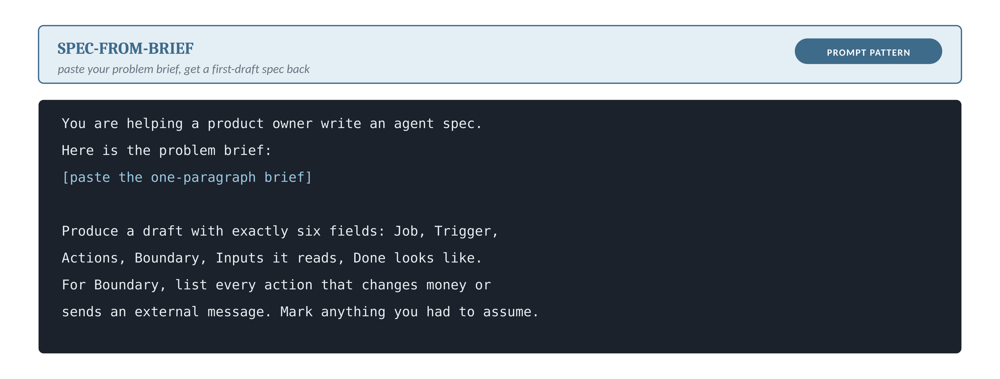 SPEC-FROM-BRIEF
PROMPT PATTERN
paste your problem brief, get a first-draft spec back
You are helping a product owner write an agent spec.
Here is the problem brief:
[paste the one-paragraph brief]
Produce a draft with exactly six fields: Job, Trigger,
Actions, Boundary, Inputs it reads, Done looks like.
For Boundary, list every action that changes money or
sends an external message. Mark anything you had to assume.